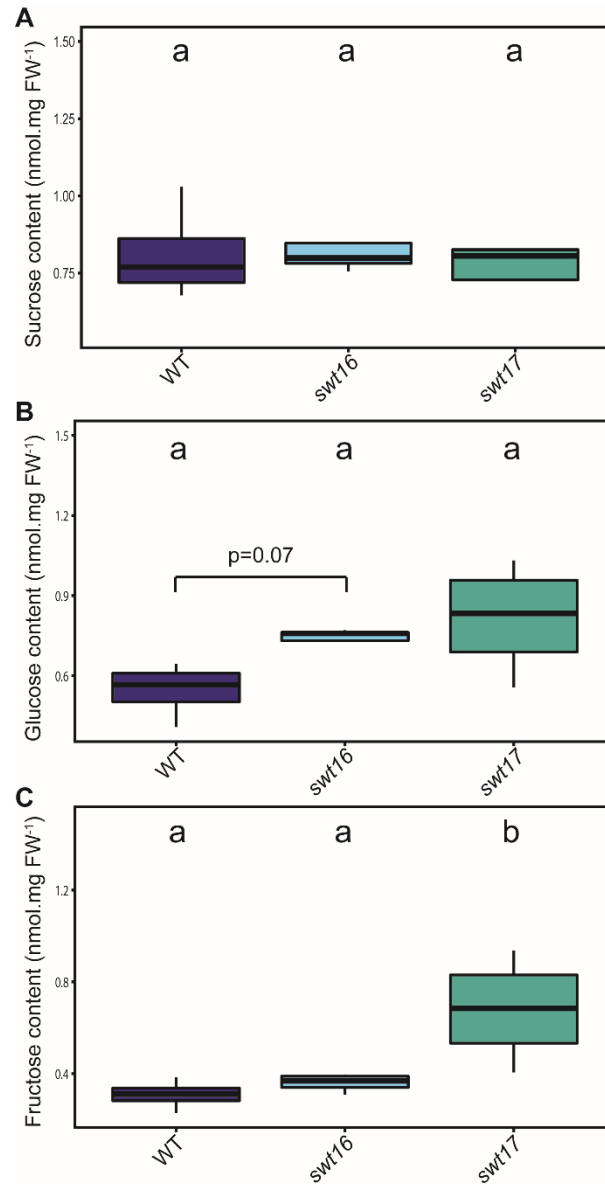 A
Sucrose content (nmol.mg FW⁻¹)
1.50
1.25
1.00
0.75
a a a
WT swt16 swt17
B
Glucose content (nmol.mg FW⁻¹)
1.5
1.2
0.9
0.6
a a a
p=0.07
WT swt16 swt17
C
Fructose content (nmol.mg FW⁻¹)
1.2
0.8
0.4
a a b
WT swt16 swt17